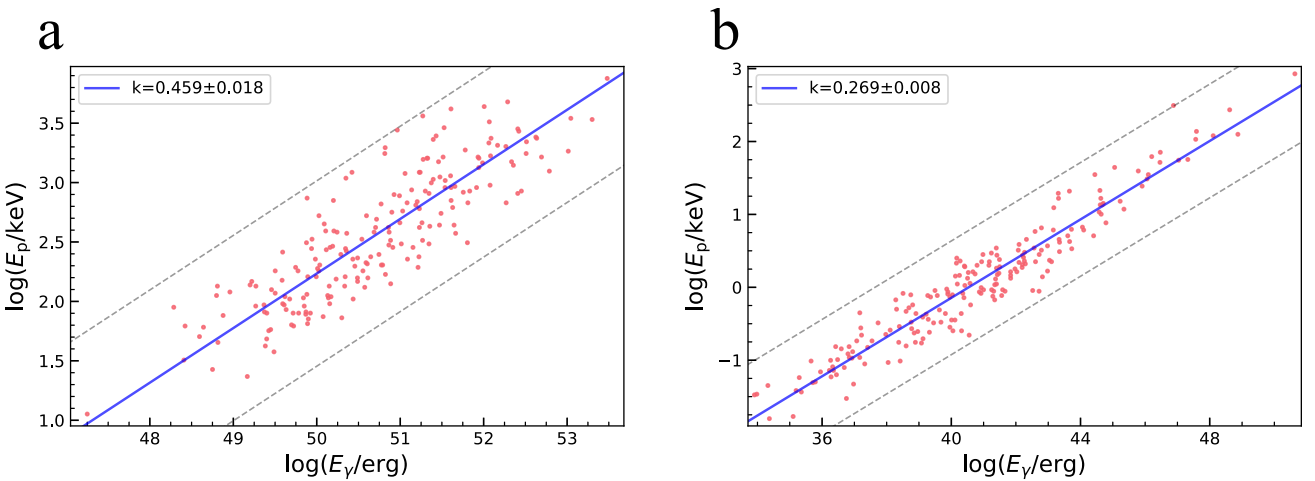 a
k=0.459±0.018
3.5
3.0
2.5
2.0
1.5
1.0
48 49 50 51 52 53
log(Eγ/erg)
log(Ep/keV)
b
k=0.269±0.008
3
2
1
0
−1
36 40 44 48
log(Eγ/erg)
log(Ep/keV)